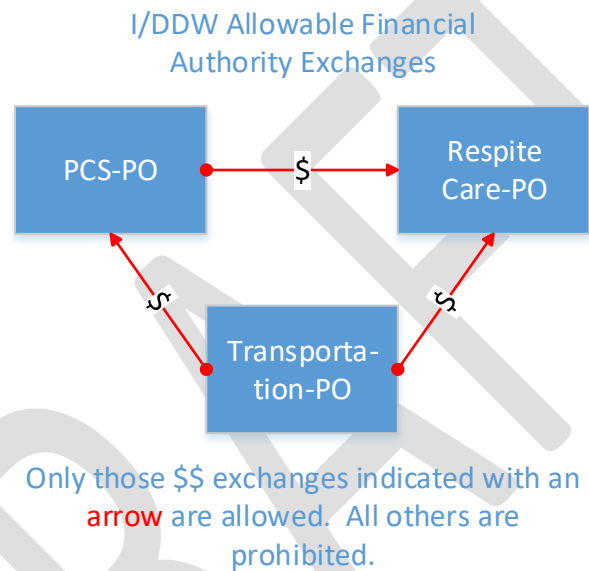 I/DDW Allowable Financial
Authority Exchanges
PCS-PO
$
Respite
Care-PO
$
$
Transporta-
tion-PO
Only those $$ exchanges indicated with an
arrow are allowed.  All others are
prohibited.
DRAFT